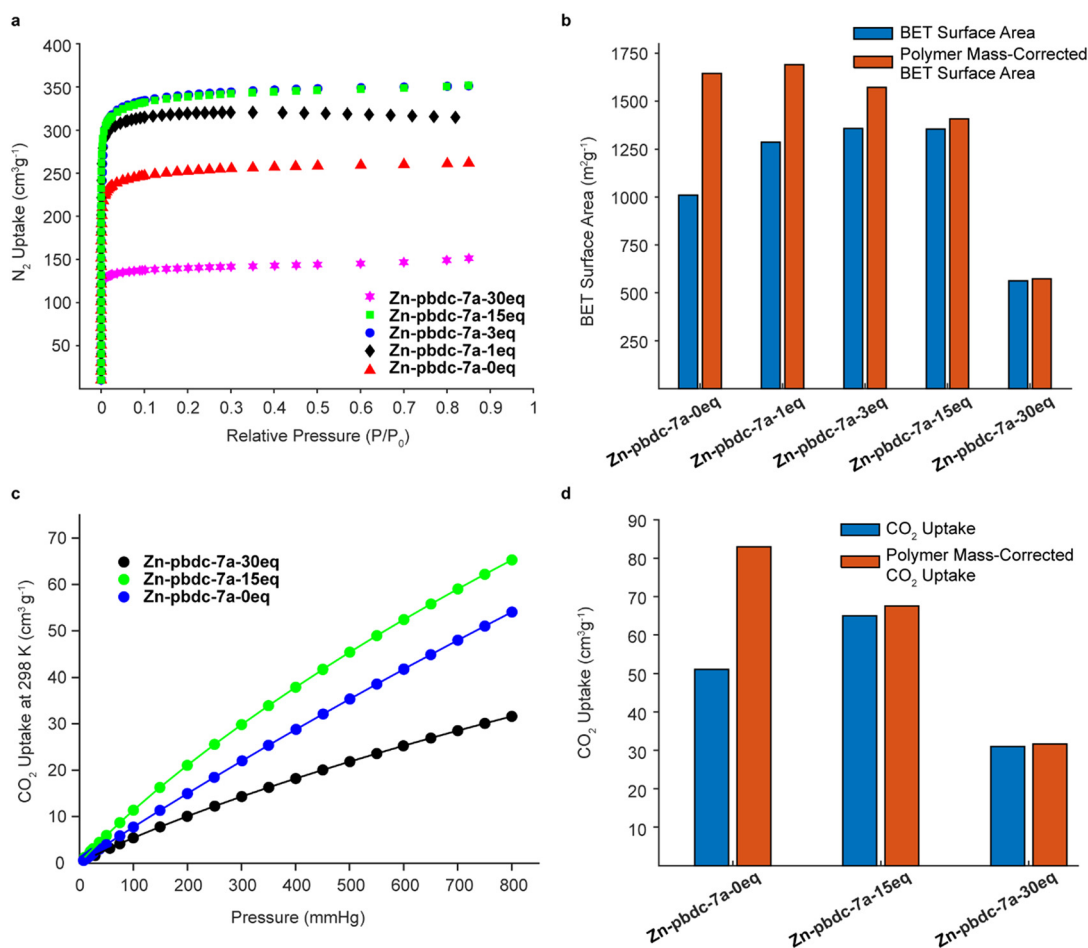 a
N2 Uptake (cm3g-1)
400
350
300
250
200
150
100
50
0
0.1
0.2
0.3
0.4
0.5
0.6
0.7
0.8
0.9
1
Relative Pressure (P/P0)
Zn-pbdc-7a-30eq
Zn-pbdc-7a-15eq
Zn-pbdc-7a-3eq
Zn-pbdc-7a-1eq
Zn-pbdc-7a-0eq
b
BET Surface Area (m2g-1)
1750
1500
1250
1000
750
500
250
BET Surface Area
Polymer Mass-Corrected
BET Surface Area
Zn-pbdc-7a-0eq
Zn-pbdc-7a-1eq
Zn-pbdc-7a-3eq
Zn-pbdc-7a-15eq
Zn-pbdc-7a-30eq
c
CO2 Uptake at 298 K (cm3 g-1)
70
60
50
40
30
20
10
0
0
100
200
300
400
500
600
700
800
Pressure (mmHg)
Zn-pbdc-7a-30eq
Zn-pbdc-7a-15eq
Zn-pbdc-7a-0eq
d
CO2 Uptake (cm3g-1)
90
80
70
60
50
40
30
20
10
CO2 Uptake
Polymer Mass-Corrected
CO2 Uptake
Zn-pbdc-7a-0eq
Zn-pbdc-7a-15eq
Zn-pbdc-7a-30eq